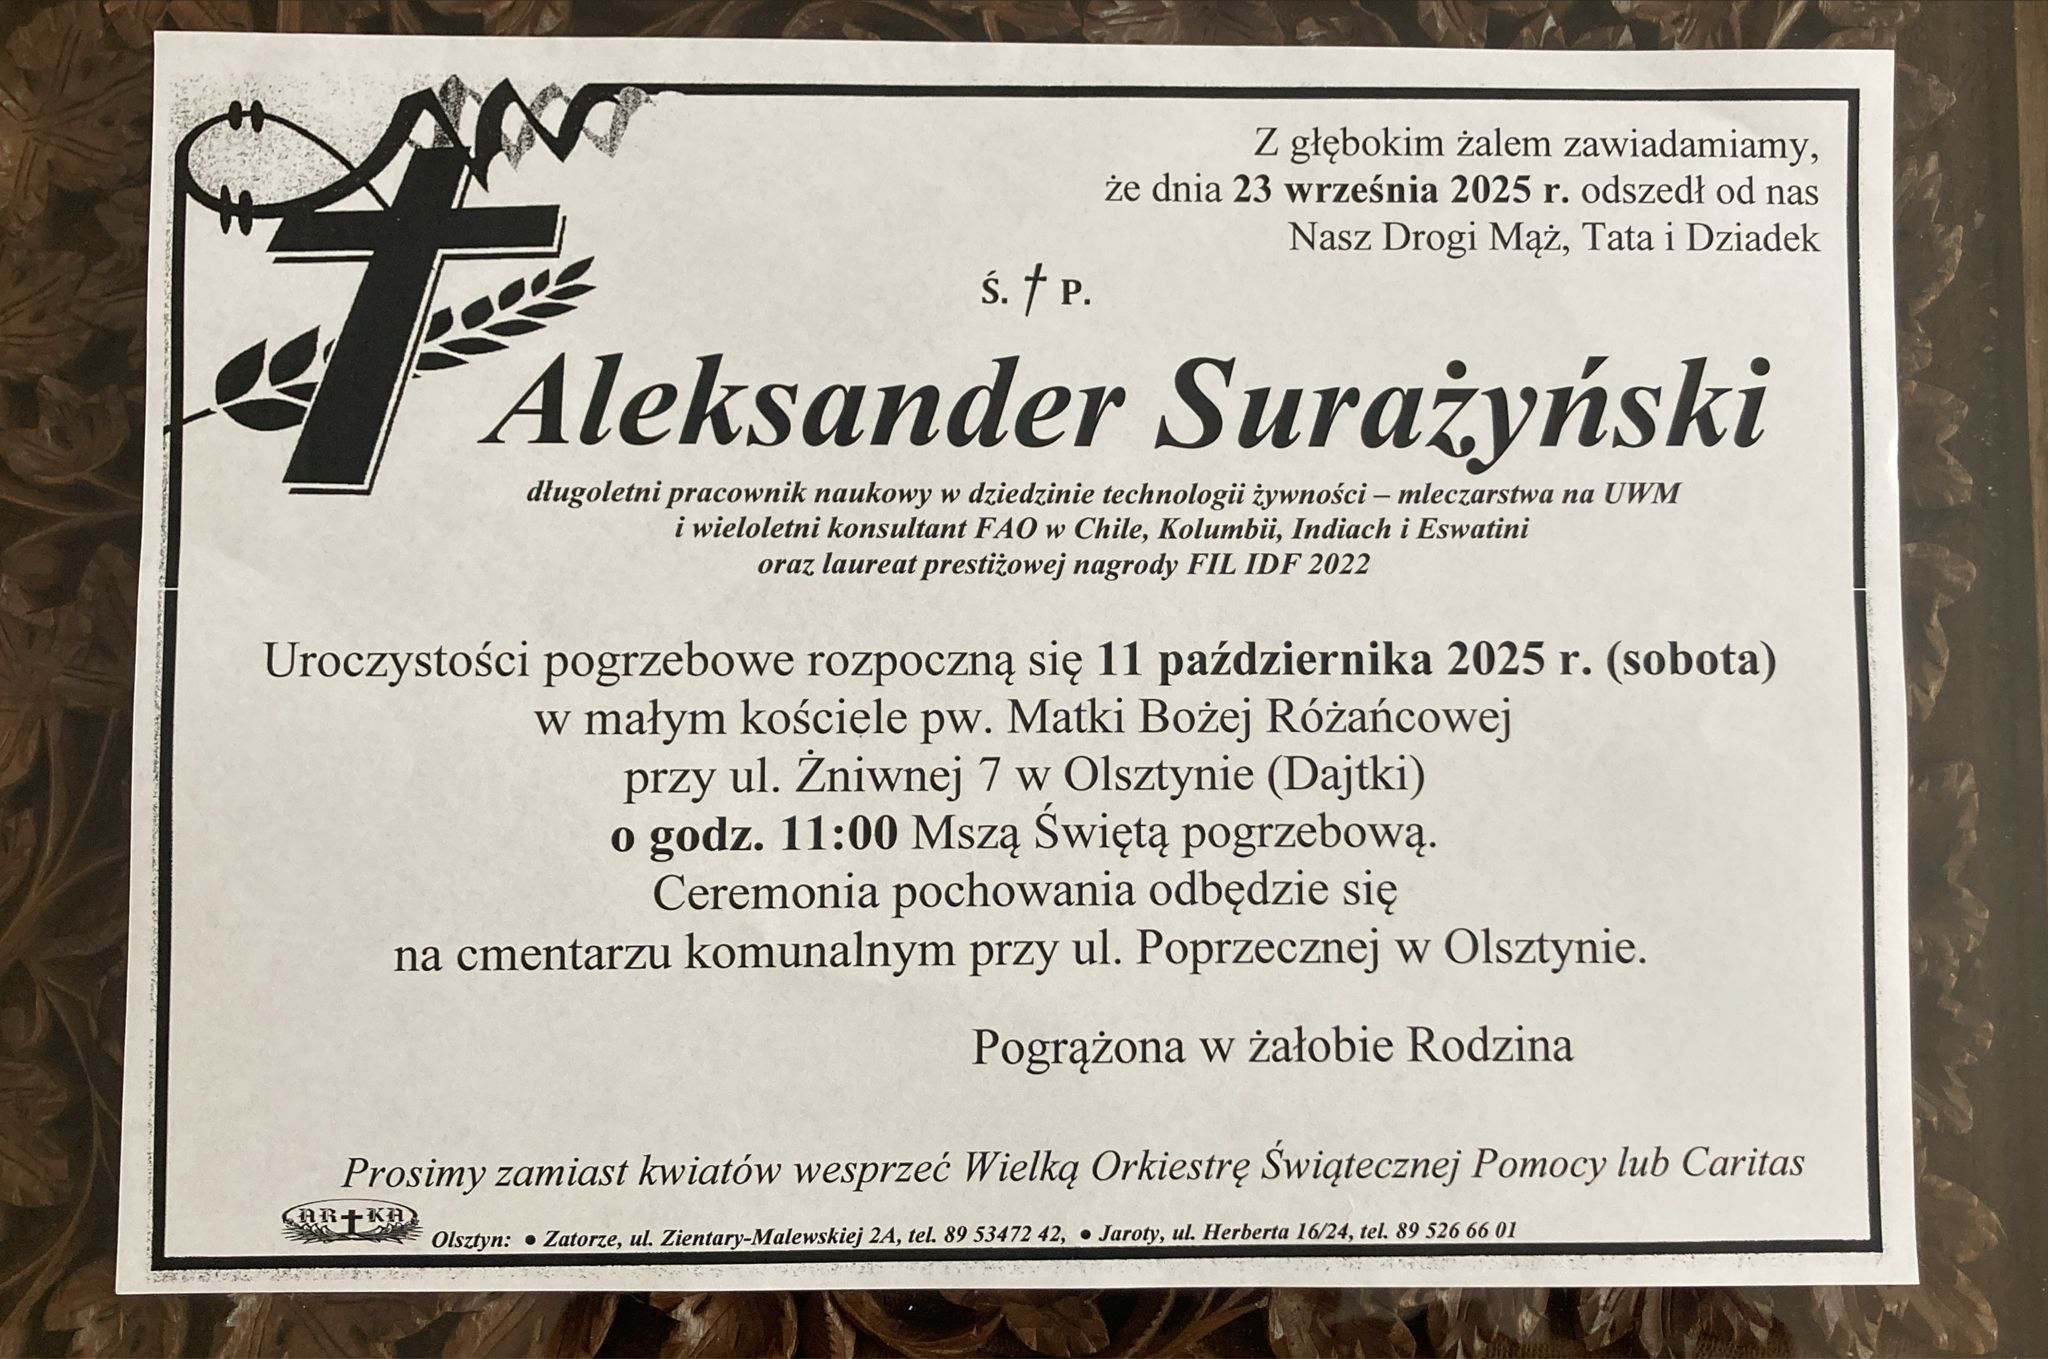 Z głębokim żalem zawiadamiamy,
że dnia 23 września 2025 r. odszedł od nas
Nasz Drogi Mąż, Tata i Dziadek
Ś. † P.
Aleksander Surażyński
długoletni pracownik naukowy w dziedzinie technologii żywności – mleczarstwa na UWM
i wieloletni konsultant FAO w Chile, Kolumbii, Indiach i Eswatini
oraz laureat prestiżowej nagrody FIL IDF 2022
Uroczystości pogrzebowe rozpoczną się 11 października 2025 r. (sobota)
w małym kościele pw. Matki Bożej Różańcowej
przy ul. Żniwnej 7 w Olsztynie (Dajtki)
o godz. 11:00 Mszą Świętą pogrzebową.
Ceremonia pochowania odbędzie się
na cmentarzu komunalnym przy ul. Poprzecznej w Olsztynie.
Pogrążona w żałobie Rodzina
Prosimy zamiast kwiatów wesprzeć Wielką Orkiestrę Świątecznej Pomocy lub Caritas
AR†KA
Olsztyn: ● Zatorze, ul. Zientary-Malewskiej 2A, tel. 89 53472 42, ● Jaroty, ul. Herberta 16/24, tel. 89 526 66 01